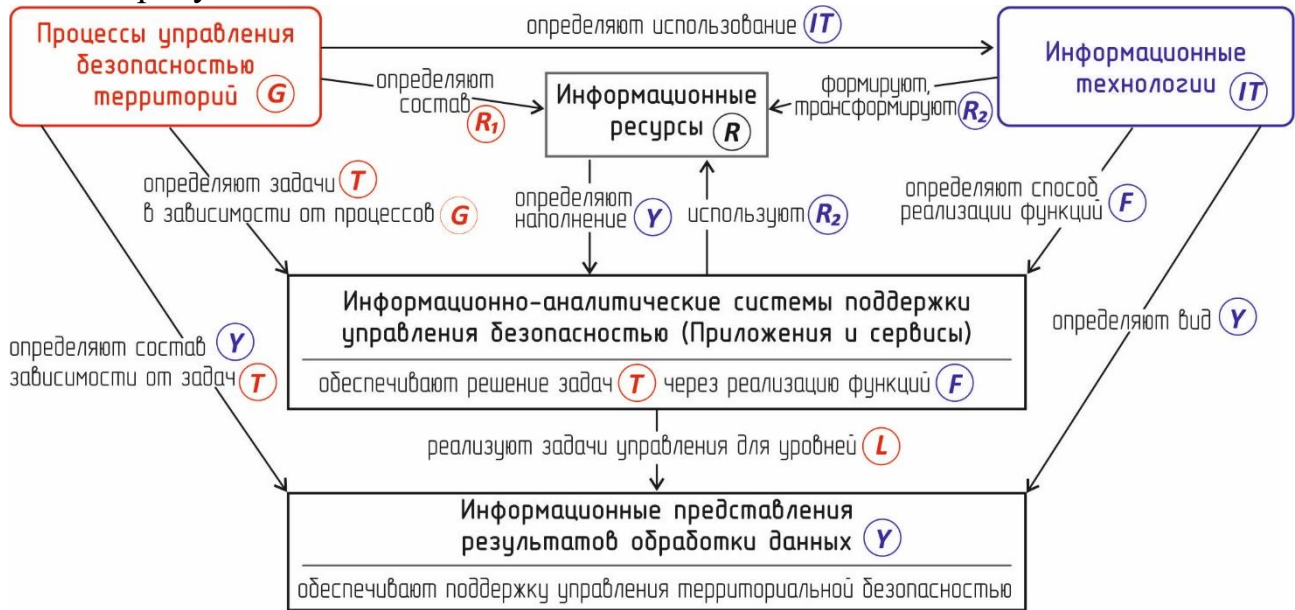 Процессы управления
безопасностью
территорий G
определяют использование IT
Информационные
технологии IT
определяют
состав R₁
Информационные
ресурсы R
формируют,
трансформируют R₂
определяют задачи T
в зависимости от процессов G
определяют
наполнение Y
используют R₂
определяют способ
реализации функций F
Информационно-аналитические системы поддержки
управления безопасностью (Приложения и сервисы)
обеспечивают решение задач T через реализацию функций F
определяют состав Y
зависимости от задач T
определяют вид Y
реализуют задачи управления для уровней L
Информационные представления
результатов обработки данных Y
обеспечивают поддержку управления территориальной безопасностью